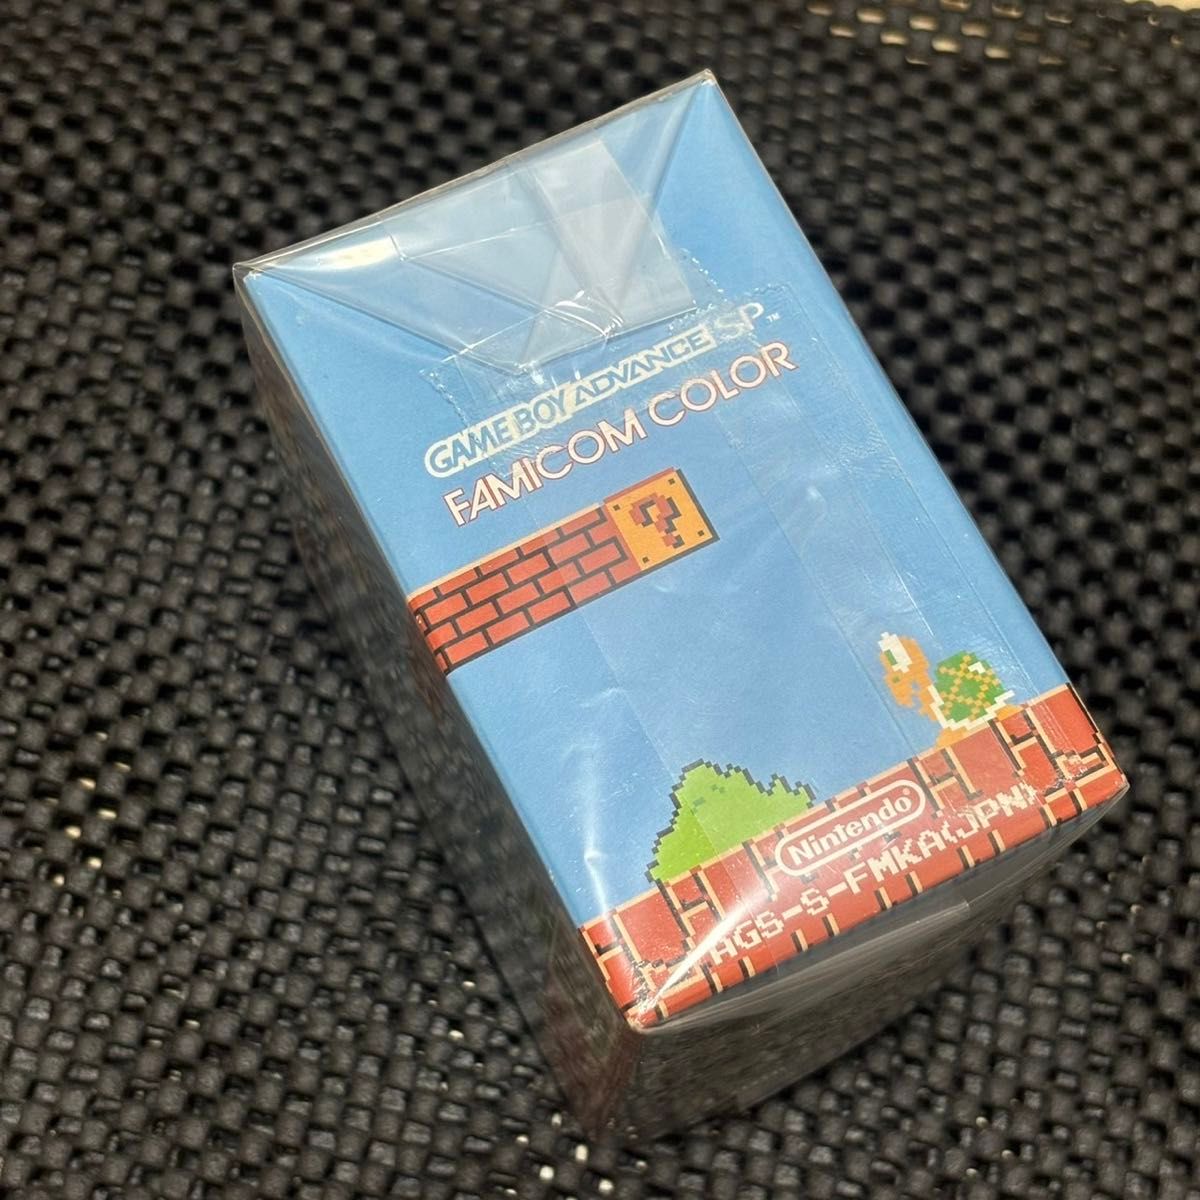 GAME BOY ADVANCE SP™
FAMICOM COLOR
?
Nintendo
AGS-S-FMKA(JPN)